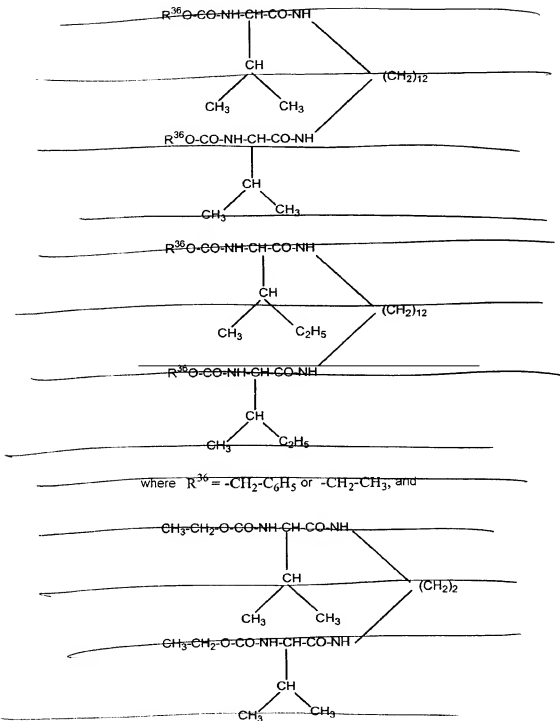 R³⁶O-CO-NH-CH-CO-NH
CH
(CH₂)₁₂
CH₃ CH₃
R³⁶O-CO-NH-CH-CO-NH
CH
CH₃ CH₃
R³⁶O-CO-NH-CH-CO-NH
CH
(CH₂)₁₂
CH₃ C₂H₅
R³⁶O-CO-NH-CH-CO-NH
CH
CH₃ C₂H₅
where R³⁶ = -CH₂-C₆H₅ or -CH₂-CH₃, and
CH₃-CH₂-O-CO-NH CH-CO-NH
CH
(CH₂)₂
CH₃ CH₃
CH₃-CH₂-O-CO-NH-CH-CO-NH
CH
CH₃ CH₃